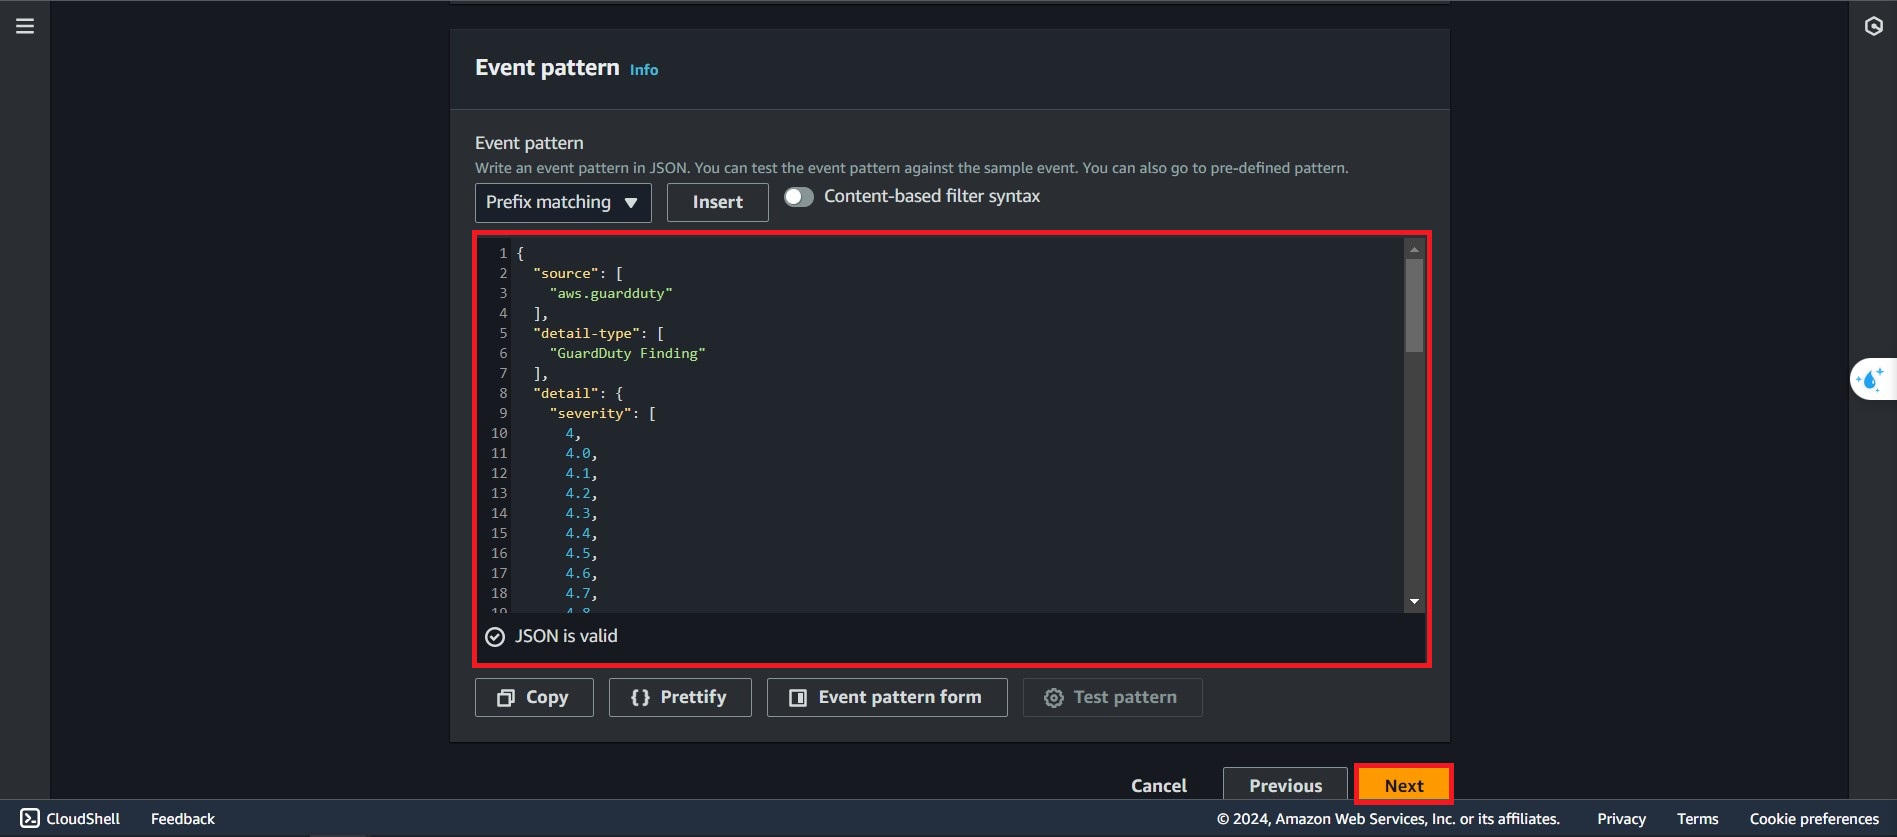 Event pattern Info
Event pattern
Write an event pattern in JSON. You can test the event pattern against the sample event. You can also go to pre-defined pattern.
Prefix matching Insert Content-based filter syntax
1 {
2 "source": [
3 "aws.guardduty"
4 ],
5 "detail-type": [
6 "GuardDuty Finding"
7 ],
8 "detail": {
9 "severity": [
10 4,
11 4.0,
12 4.1,
13 4.2,
14 4.3,
15 4.4,
16 4.5,
17 4.6,
18 4.7,
19 4.8
JSON is valid
Copy {} Prettify Event pattern form Test pattern
Cancel Previous Next
CloudShell Feedback © 2024, Amazon Web Services, Inc. or its affiliates. Privacy Terms Cookie preferences